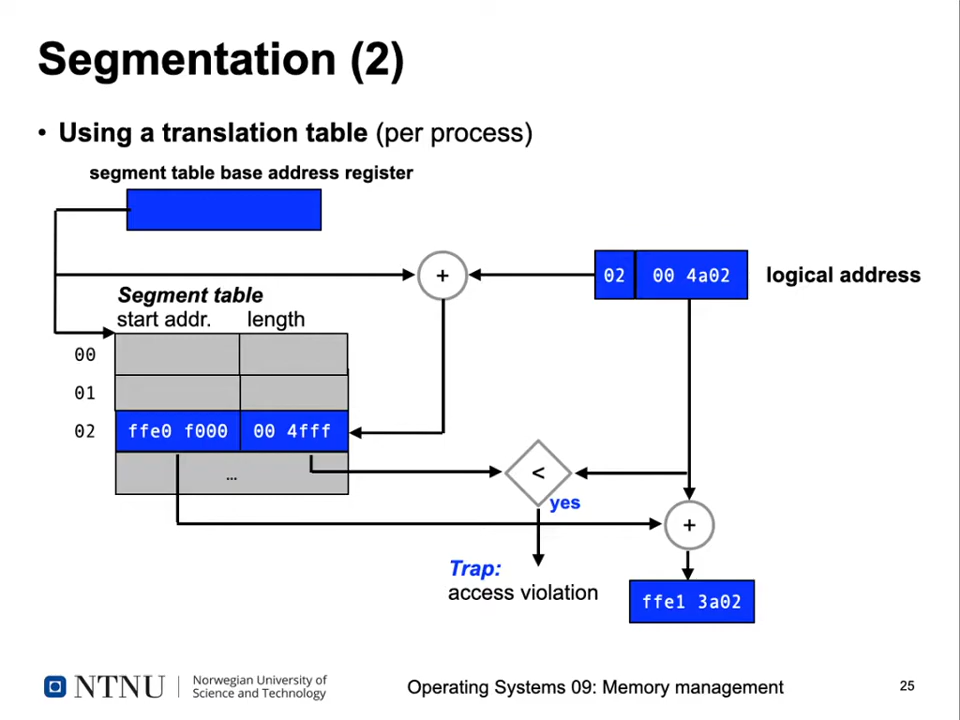 Segmentation (2)
• Using a translation table (per process)
segment table base address register
+
02 00 4a02 logical address
Segment table
start addr. length
00
01
02 ffe0 f000 00 4fff
...
<
yes
+
Trap:
access violation
ffe1 3a02
NTNU
Norwegian University of
Science and Technology
Operating Systems 09: Memory management
25